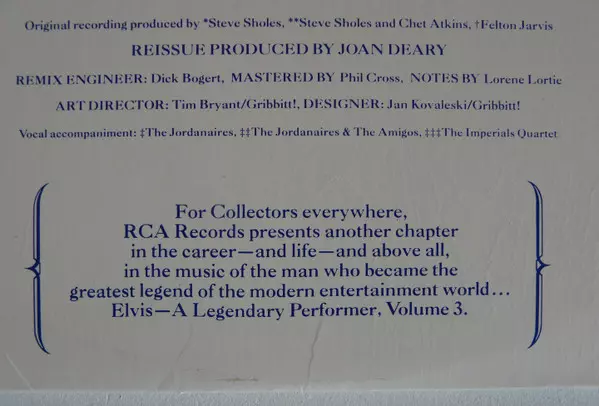 Original recording produced by *Steve Sholes, **Steve Sholes and Chet Atkins, †Felton Jarvis
REISSUE PRODUCED BY JOAN DEARY
REMIX ENGINEER: Dick Bogert, MASTERED BY Phil Cross, NOTES BY Lorene Lortie
ART DIRECTOR: Tim Bryant/Gribbitt!, DESIGNER: Jan Kovaleski/Gribbitt!
Vocal accompaniment: ‡The Jordanaires, ‡‡The Jordanaires & The Amigos, ‡‡‡The Imperials Quartet
For Collectors everywhere,
RCA Records presents another chapter
in the career—and life—and above all,
in the music of the man who became the
greatest legend of the modern entertainment world...
Elvis—A Legendary Performer, Volume 3.